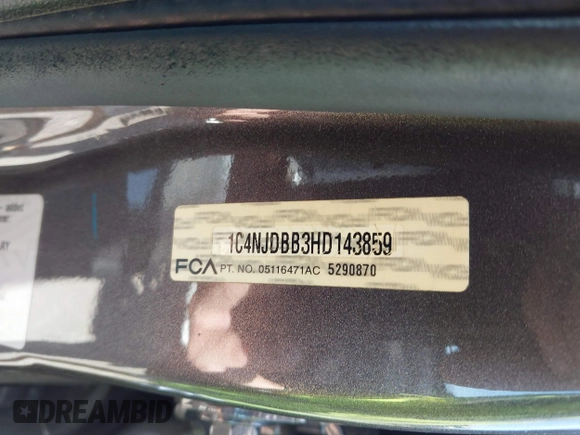 1C4NJDBB3HD143859
FCA PT. NO. 05116471AC 5290870
DREAMBID